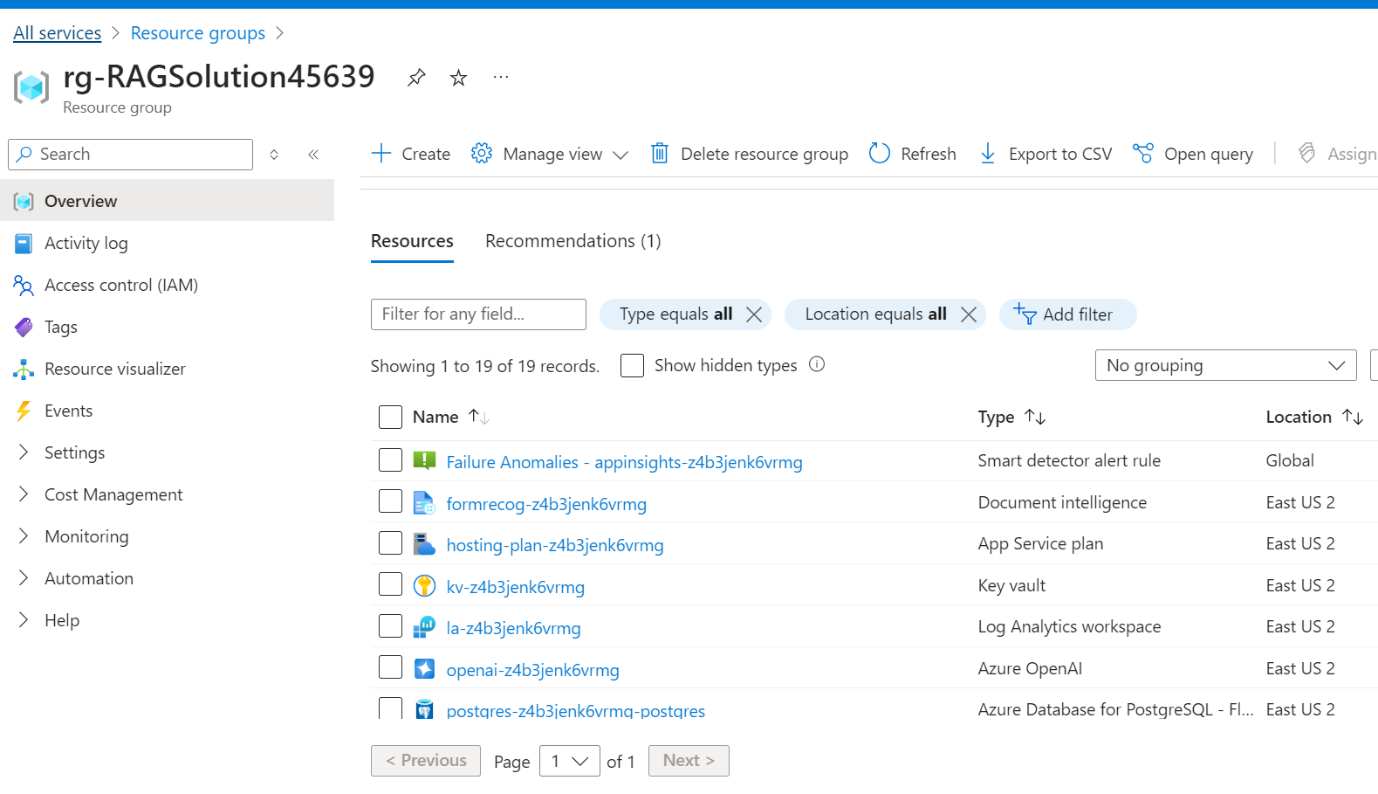 All services > Resource groups >
rg-RAGSolution45639
Resource group
Search
Create Manage view Delete resource group Refresh Export to CSV Open query Assign
Overview
Activity log
Access control (IAM)
Tags
Resource visualizer
Events
Settings
Cost Management
Monitoring
Automation
Help
Resources Recommendations (1)
Filter for any field... Type equals all Location equals all Add filter
Showing 1 to 19 of 19 records. Show hidden types No grouping
Name Type Location
Failure Anomalies - appinsights-z4b3jenk6vrmg Smart detector alert rule Global
formrecog-z4b3jenk6vrmg Document intelligence East US 2
hosting-plan-z4b3jenk6vrmg App Service plan East US 2
kv-z4b3jenk6vrmg Key vault East US 2
la-z4b3jenk6vrmg Log Analytics workspace East US 2
openai-z4b3jenk6vrmg Azure OpenAI East US 2
postgres-z4b3jenk6vrmg-postgres Azure Database for PostgreSQL - Fl... East US 2
< Previous Page 1 of 1 Next >